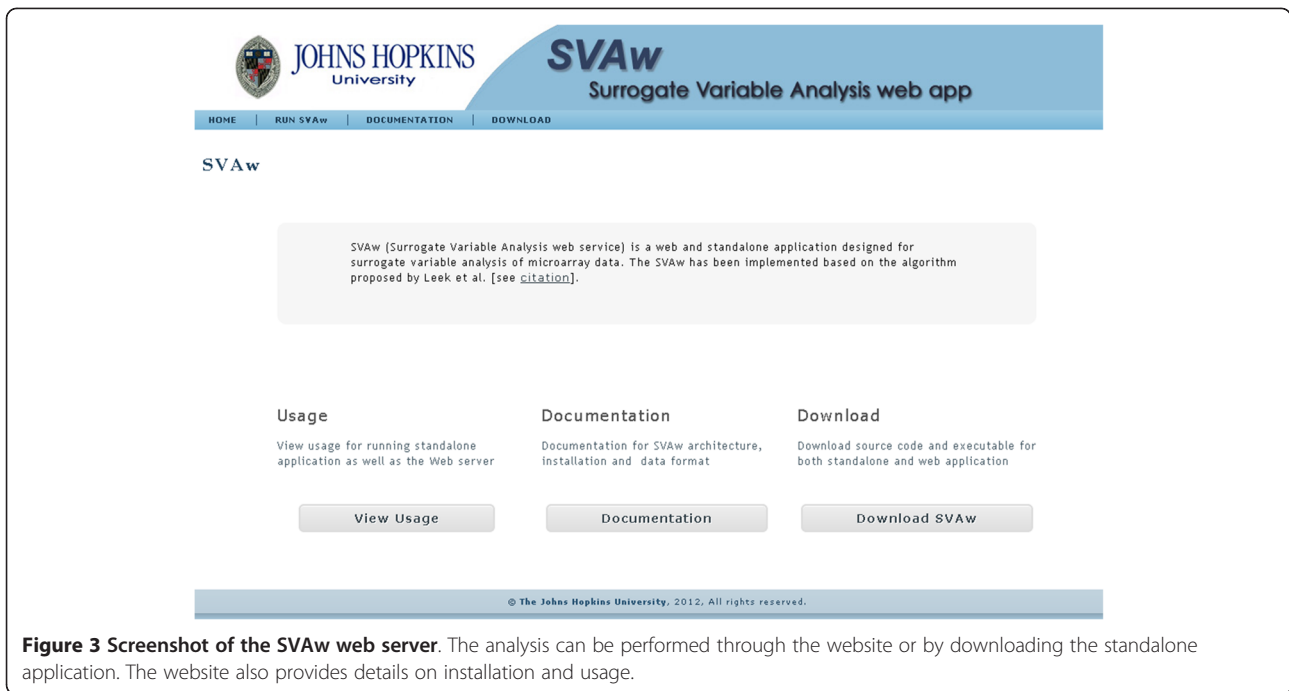 JOHNS HOPKINS
University
SVAw
Surrogate Variable Analysis web app
HOME | RUN SVAw | DOCUMENTATION | DOWNLOAD
SVAw
SVAw (Surrogate Variable Analysis web service) is a web and standalone application designed for
surrogate variable analysis of microarray data. The SVAw has been implemented based on the algorithm
proposed by Leek et al. [see citation].
Usage
View usage for running standalone
application as well as the Web server
View Usage
Documentation
Documentation for SVAw architecture,
installation and data format
Documentation
Download
Download source code and executable for
both standalone and web application
Download SVAw
© The Johns Hopkins University, 2012, All rights reserved.
Figure 3 Screenshot of the SVAw web server. The analysis can be performed through the website or by downloading the standalone
application. The website also provides details on installation and usage.